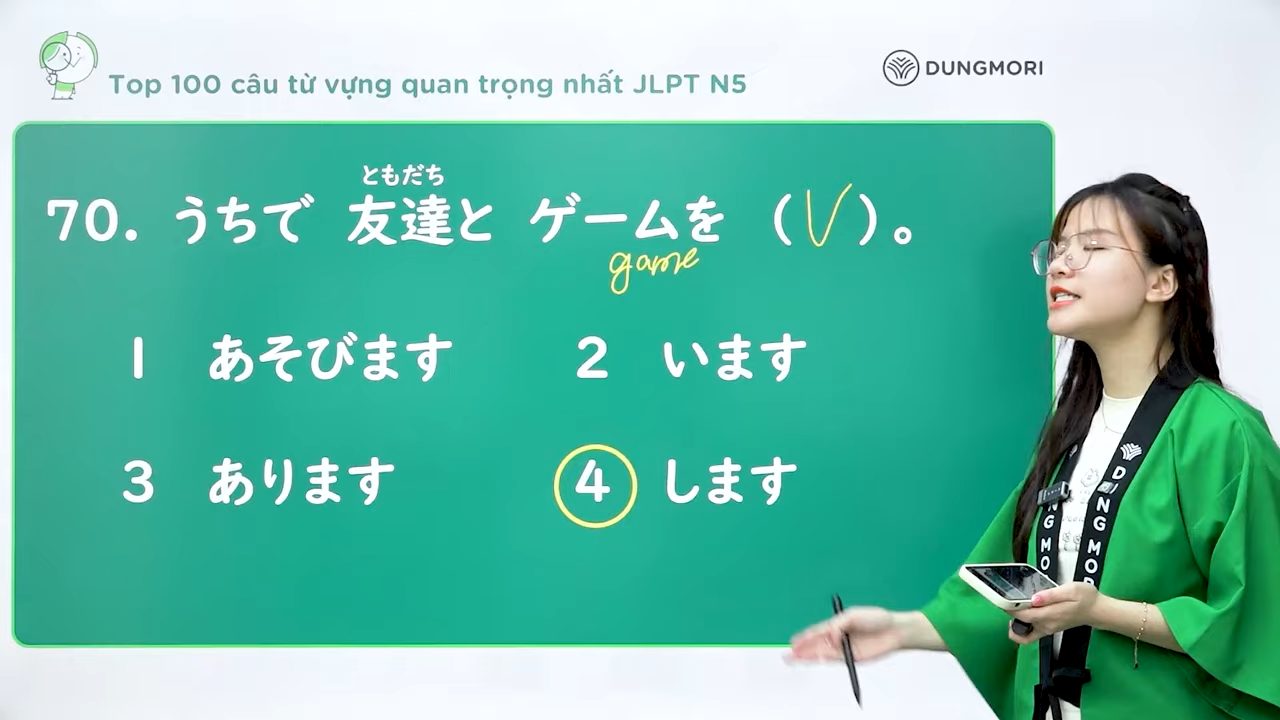 Top 100 câu từ vựng quan trọng nhất JLPT N5
DUNGMORI
ともだち
70. うちで 友達と ゲームを (V)。
game
1 あそびます 2 います
3 あります 4 します
DUNG MORI